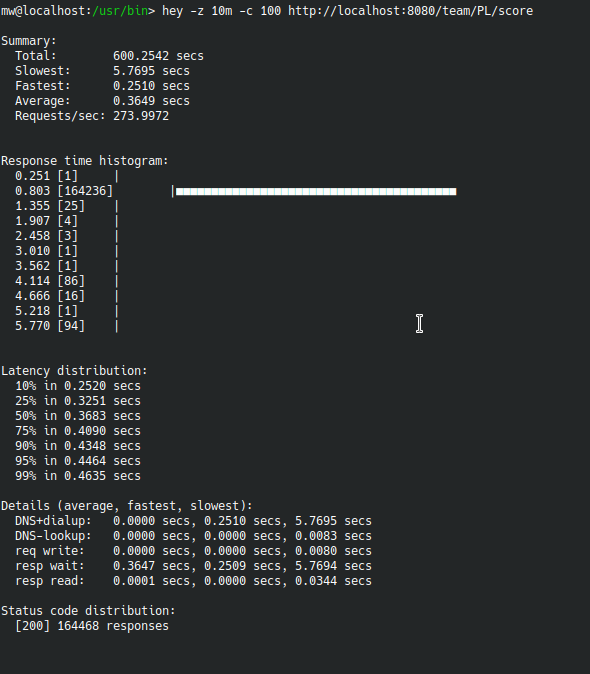 mw@localhost:/usr/bin> hey -z 10m -c 100 http://localhost:8080/team/PL/score
Summary:
Total: 600.2542 secs
Slowest: 5.7695 secs
Fastest: 0.2510 secs
Average: 0.3649 secs
Requests/sec: 273.9972
Response time histogram:
0.251 [1] |
0.803 [164236] |■■■■■■■■■■■■■■■■■■■■■■■■■■■■■■■■■■■■■■■■
1.355 [25] |
1.907 [4] |
2.458 [3] |
3.010 [1] |
3.562 [1] |
4.114 [86] |
4.666 [16] |
5.218 [1] |
5.770 [94] |
Latency distribution:
10% in 0.2520 secs
25% in 0.3251 secs
50% in 0.3683 secs
75% in 0.4090 secs
90% in 0.4348 secs
95% in 0.4464 secs
99% in 0.4635 secs
Details (average, fastest, slowest):
DNS+dialup: 0.0000 secs, 0.2510 secs, 5.7695 secs
DNS-lookup: 0.0000 secs, 0.0000 secs, 0.0083 secs
req write: 0.0000 secs, 0.0000 secs, 0.0080 secs
resp wait: 0.3647 secs, 0.2509 secs, 5.7694 secs
resp read: 0.0001 secs, 0.0000 secs, 0.0344 secs
Status code distribution:
[200] 164468 responses